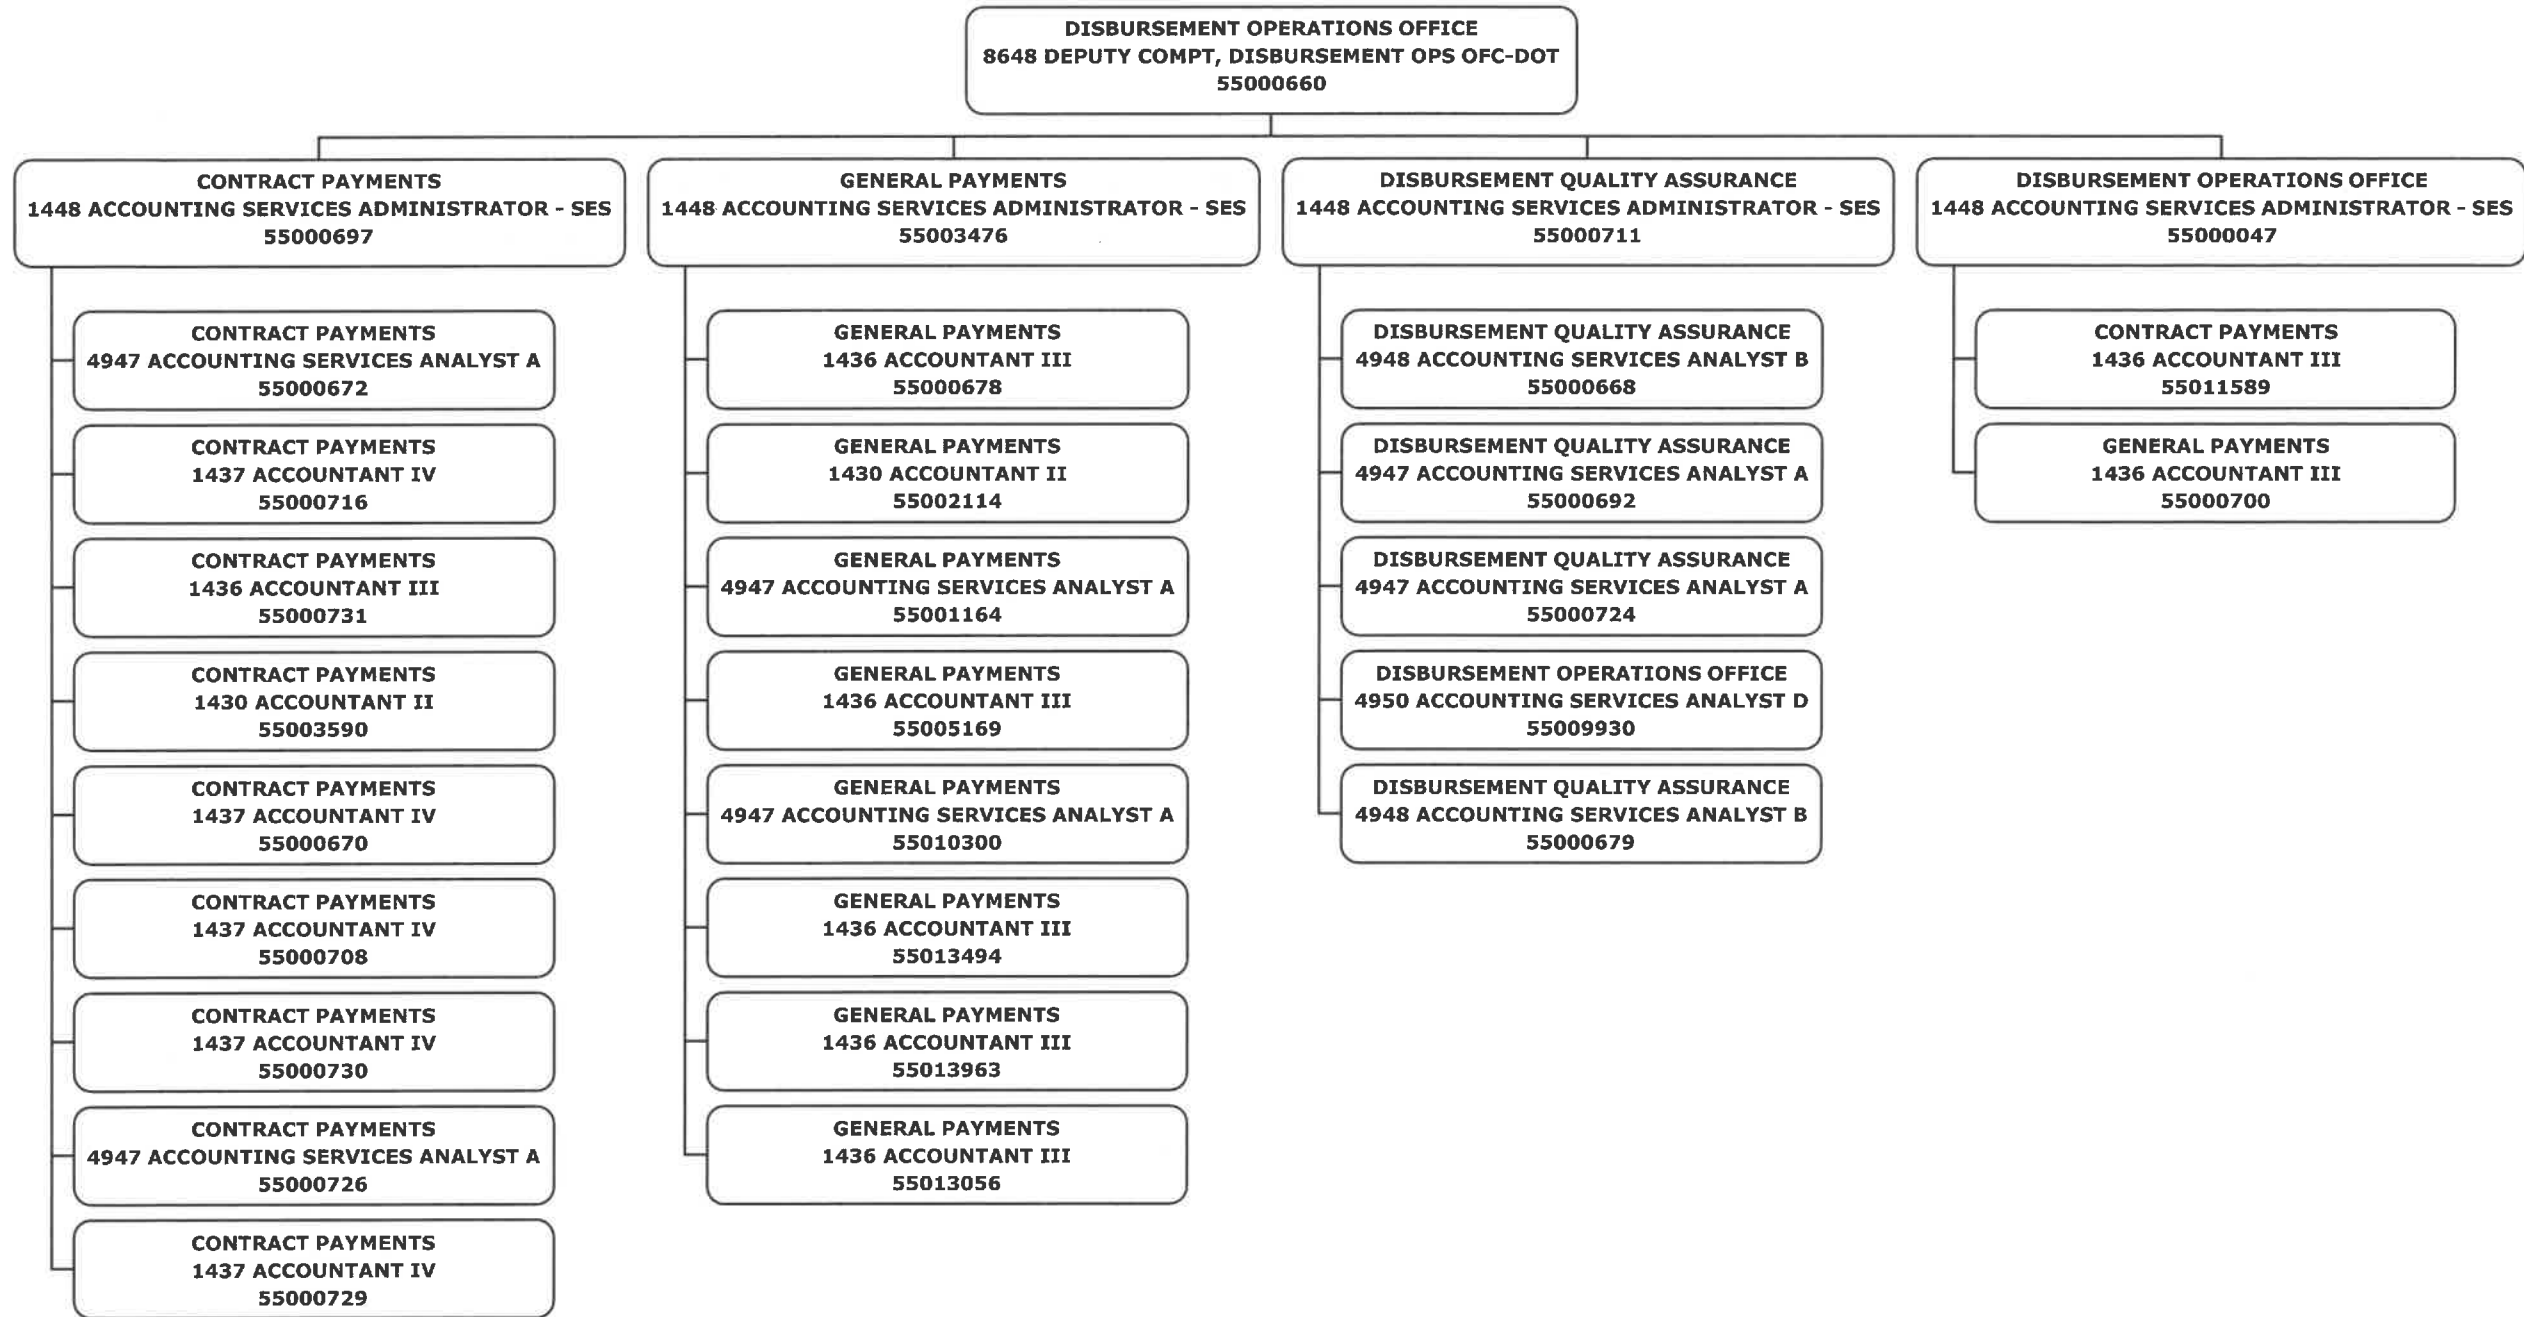 DISBURSEMENT OPERATIONS OFFICE
8648 DEPUTY COMPT, DISBURSEMENT OPS OFC-DOT
55000660
CONTRACT PAYMENTS
1448 ACCOUNTING SERVICES ADMINISTRATOR - SES
55000697
CONTRACT PAYMENTS
4947 ACCOUNTING SERVICES ANALYST A
55000672
CONTRACT PAYMENTS
1437 ACCOUNTANT IV
55000716
CONTRACT PAYMENTS
1436 ACCOUNTANT III
55000731
CONTRACT PAYMENTS
1430 ACCOUNTANT II
55003590
CONTRACT PAYMENTS
1437 ACCOUNTANT IV
55000670
CONTRACT PAYMENTS
1437 ACCOUNTANT IV
55000708
CONTRACT PAYMENTS
1437 ACCOUNTANT IV
55000730
CONTRACT PAYMENTS
4947 ACCOUNTING SERVICES ANALYST A
55000726
CONTRACT PAYMENTS
1437 ACCOUNTANT IV
55000729
GENERAL PAYMENTS
1448 ACCOUNTING SERVICES ADMINISTRATOR - SES
55003476
GENERAL PAYMENTS
1436 ACCOUNTANT III
55000678
GENERAL PAYMENTS
1430 ACCOUNTANT II
55002114
GENERAL PAYMENTS
4947 ACCOUNTING SERVICES ANALYST A
55001164
GENERAL PAYMENTS
1436 ACCOUNTANT III
55005169
GENERAL PAYMENTS
4947 ACCOUNTING SERVICES ANALYST A
55010300
GENERAL PAYMENTS
1436 ACCOUNTANT III
55013494
GENERAL PAYMENTS
1436 ACCOUNTANT III
55013963
GENERAL PAYMENTS
1436 ACCOUNTANT III
55013056
DISBURSEMENT QUALITY ASSURANCE
1448 ACCOUNTING SERVICES ADMINISTRATOR - SES
55000711
DISBURSEMENT QUALITY ASSURANCE
4948 ACCOUNTING SERVICES ANALYST B
55000668
DISBURSEMENT QUALITY ASSURANCE
4947 ACCOUNTING SERVICES ANALYST A
55000692
DISBURSEMENT QUALITY ASSURANCE
4947 ACCOUNTING SERVICES ANALYST A
55000724
DISBURSEMENT OPERATIONS OFFICE
4950 ACCOUNTING SERVICES ANALYST D
55009930
DISBURSEMENT QUALITY ASSURANCE
4948 ACCOUNTING SERVICES ANALYST B
55000679
DISBURSEMENT OPERATIONS OFFICE
1448 ACCOUNTING SERVICES ADMINISTRATOR - SES
55000047
CONTRACT PAYMENTS
1436 ACCOUNTANT III
55011589
GENERAL PAYMENTS
1436 ACCOUNTANT III
55000700